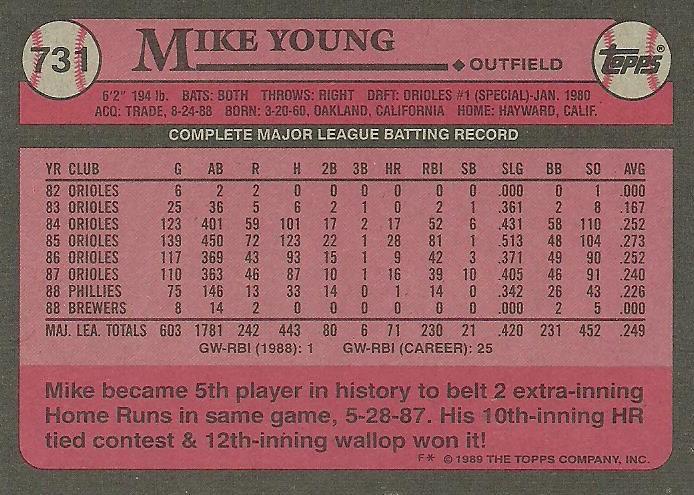 731 MIKE YOUNG
OUTFIELD
TOPPS®
6'2" 194 lb. BATS: BOTH THROWS: RIGHT DRFT: ORIOLES #1 (SPECIAL)-JAN. 1980
ACQ: TRADE, 8-24-88 BORN: 3-20-60, OAKLAND, CALIFORNIA HOME: HAYWARD, CALIF.
COMPLETE MAJOR LEAGUE BATTING RECORD
YR CLUB G AB R H 2B 3B HR RBI SB SLG BB SO AVG
82 ORIOLES 6 2 2 0 0 0 0 0 0 .000 0 1 .000
83 ORIOLES 25 36 5 6 2 1 0 2 1 .361 2 8 .167
84 ORIOLES 123 401 59 101 17 2 17 52 6 .431 58 110 .252
85 ORIOLES 139 450 72 123 22 1 28 81 1 .513 48 104 .273
86 ORIOLES 117 369 43 93 15 1 9 42 3 .371 49 90 .252
87 ORIOLES 110 363 46 87 10 1 16 39 10 .405 46 91 .240
88 PHILLIES 75 146 13 33 14 0 1 14 0 .342 26 43 .226
88 BREWERS 8 14 2 0 0 0 0 0 0 .000 2 5 .000
MAJ. LEA. TOTALS 603 1781 242 443 80 6 71 230 21 .420 231 452 .249
GW-RBI (1988): 1 GW-RBI (CAREER): 25
Mike became 5th player in history to belt 2 extra-inning
Home Runs in same game, 5-28-87. His 10th-inning HR
tied contest & 12th-inning wallop won it!
F* © 1989 THE TOPPS COMPANY, INC.